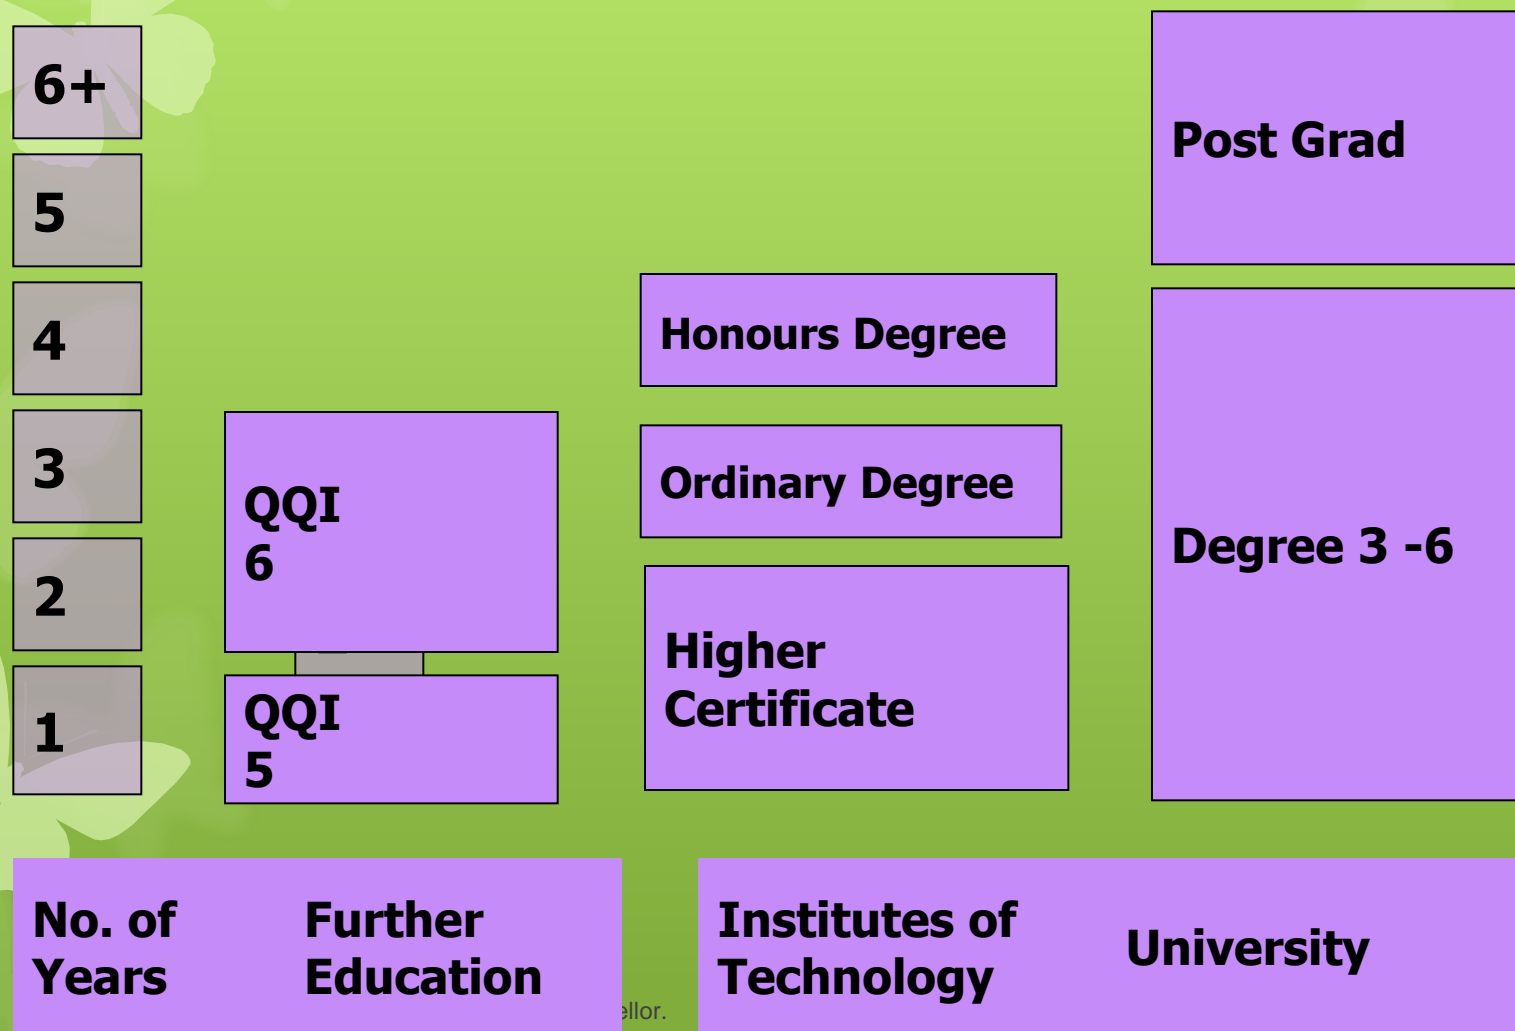 6+
5
4
3
2
1
QQI
6
QQI
5
Honours Degree
Ordinary Degree
Higher
Certificate
Post Grad
Degree 3 -6
No. of
Years
Further
Education
Institutes of
Technology
University